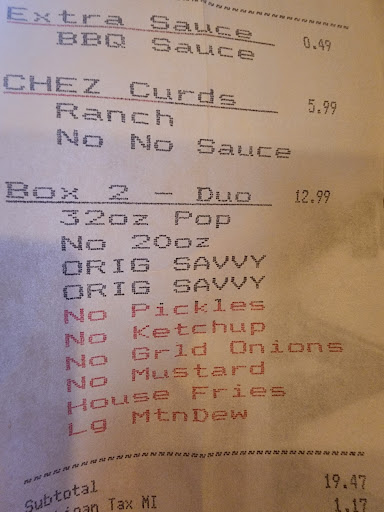 Extra Sauce 0.49
BBQ Sauce
CHEZ Curds 5.99
Ranch
No No Sauce
Box 2 - Duo 12.99
32oz Pop
No 20oz
ORIG SAVVY
ORIG SAVVY
No Pickles
No Ketchup
No Grld Onions
No Mustard
House Fries
Lg MtnDew
~~~~~~~~~~~~~~~~~~~~~~~~~~~~~~~~~~~~~~~~
Subtotal 19.47
Tax MI 1.17